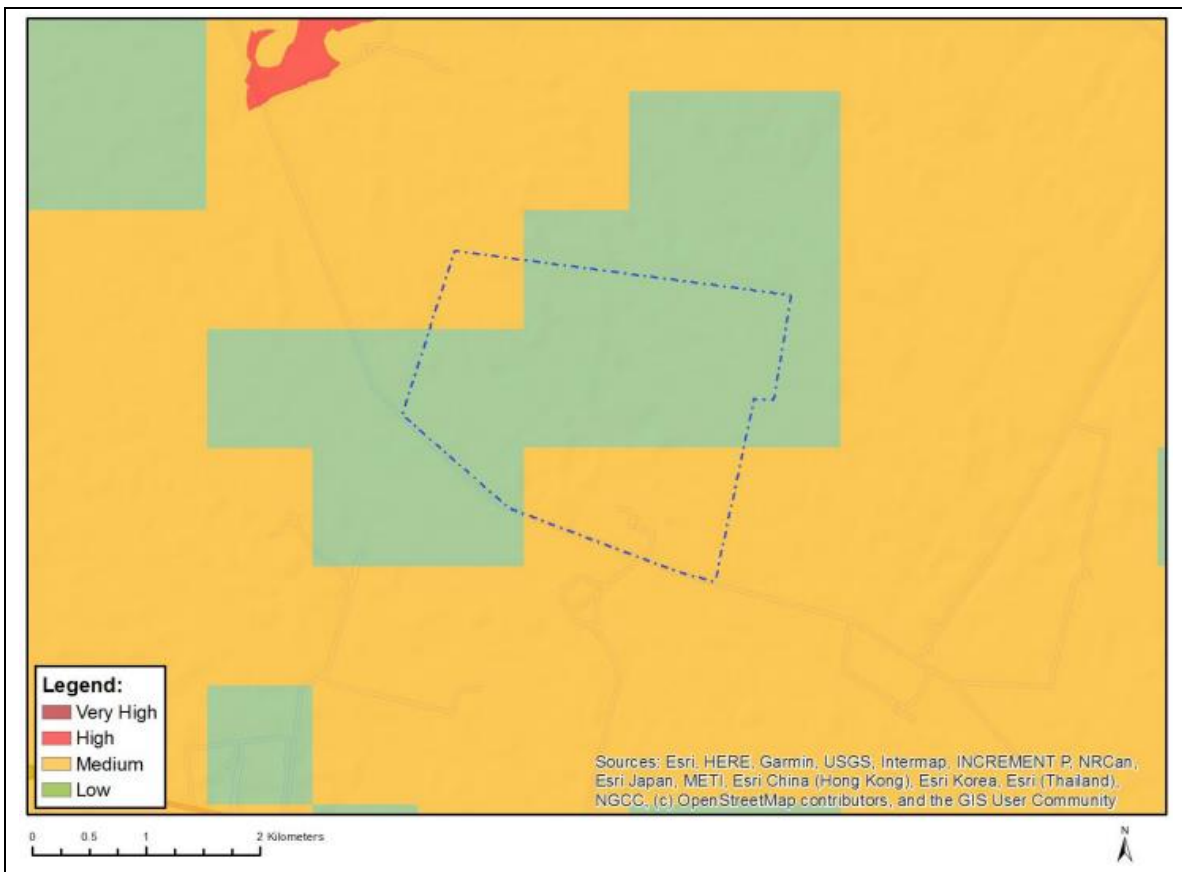 Legend:
Very High
High
Medium
Low
Sources: Esri, HERE, Garmin, USGS, Intermap, INCREMENT P, NRCan,
Esri Japan, METI, Esri China (Hong Kong), Esri Korea, Esri (Thailand),
NGCC, (c) OpenStreetMap contributors, and the GIS User Community
0 0.5 1 2 Kilometers
N